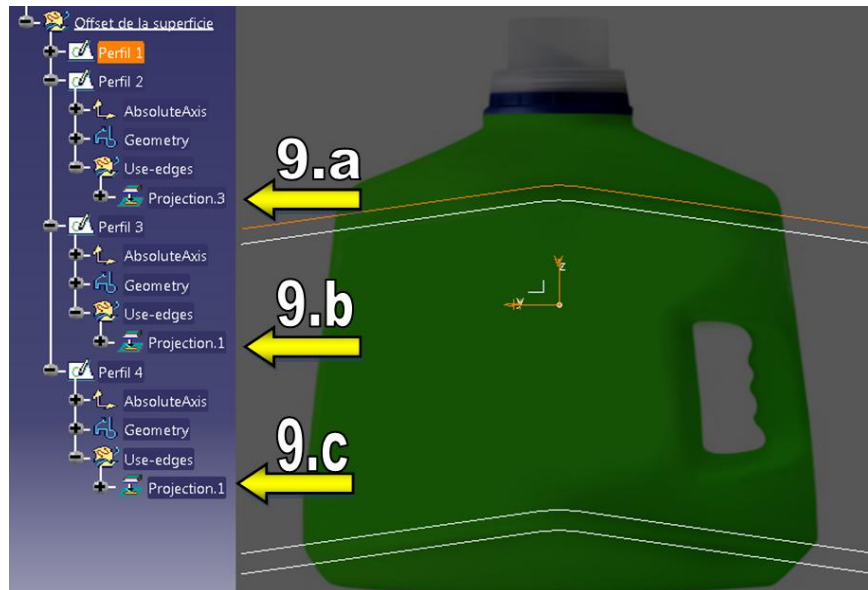 Offset de la superficie
Perfil 1
Perfil 2
AbsoluteAxis
Geometry
Use-edges
Projection.3
9.a
Perfil 3
AbsoluteAxis
Geometry
Use-edges
Projection.1
9.b
Perfil 4
AbsoluteAxis
Geometry
Use-edges
Projection.1
9.c
z
y